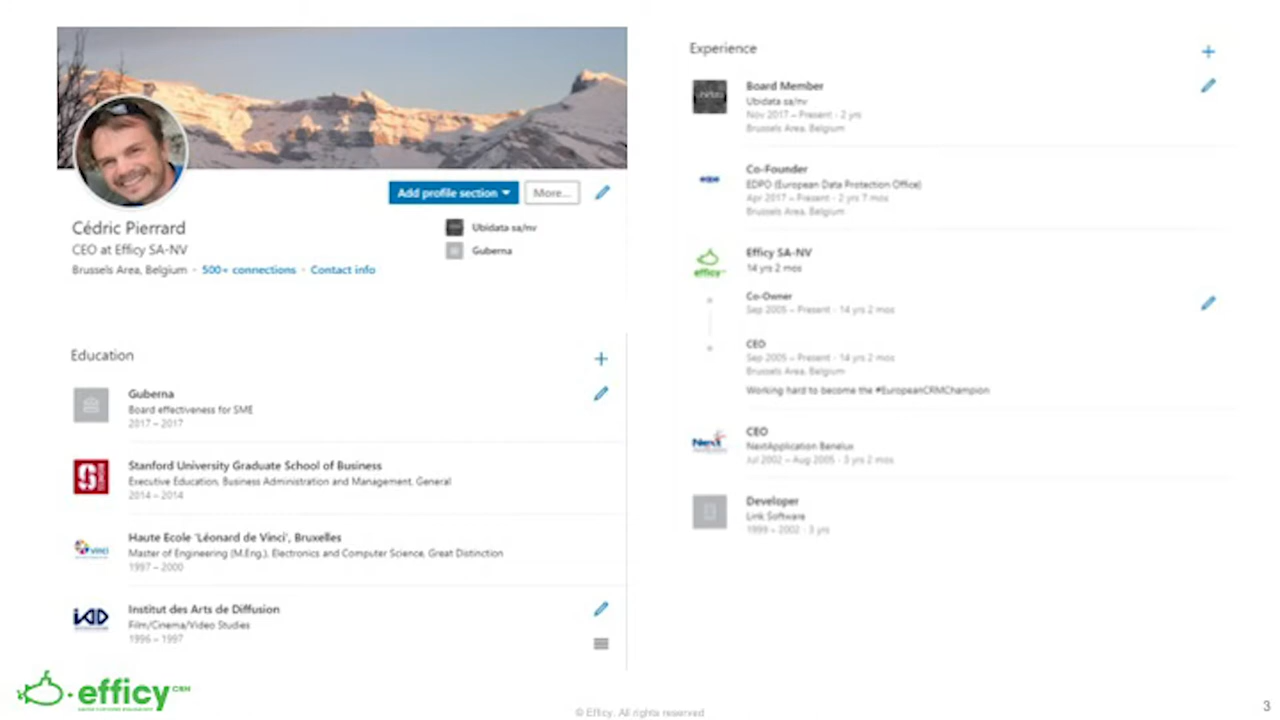 Add profile section
More...
Cédric Pierrard
CEO at Efficy SA-NV
Brussels Area, Belgium · 500+ connections · Contact info
Ubidata sa/nv
Guberna
Education
Guberna
Board effectiveness for SME
2017 – 2017
Stanford University Graduate School of Business
Executive Education, Business Administration and Management, General
2014 – 2014
vinci
Haute Ecole 'Léonard de Vinci', Bruxelles
Master of Engineering (M.Eng.), Electronics and Computer Science, Great Distinction
1997 – 2000
IAD
Institut des Arts de Diffusion
Film/Cinema/Video Studies
1996 – 1997
Experience
Board Member
Ubidata sa/nv
Nov 2017 – Present · 2 yrs
Brussels Area, Belgium
Co-Founder
EDPO (European Data Protection Office)
Apr 2017 – Present · 2 yrs 7 mos
Brussels Area, Belgium
efficy
Efficy SA-NV
14 yrs 2 mos
Co-Owner
Sep 2005 – Present · 14 yrs 2 mos
CEO
Sep 2005 – Present · 14 yrs 2 mos
Brussels Area, Belgium
Working hard to become the #EuropeanCRMChampion
Next
CEO
NextApplication Benelux
Jul 2002 – Aug 2005 · 3 yrs 2 mos
Developer
Link Software
1999 – 2002 · 3 yrs
efficy CRM
© Efficy. All rights reserved
3